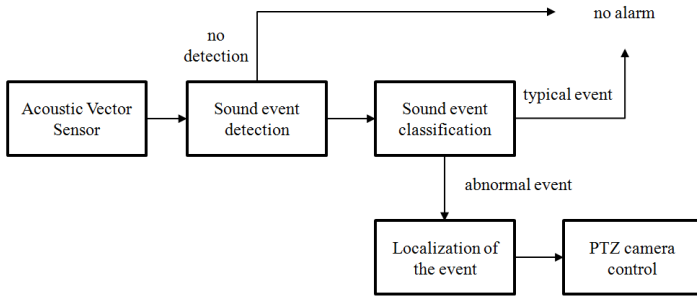 no alarm
no
detection
Acoustic Vector
Sensor
Sound event
detection
Sound event
classification
typical event
abnormal event
Localization of
the event
PTZ camera
control